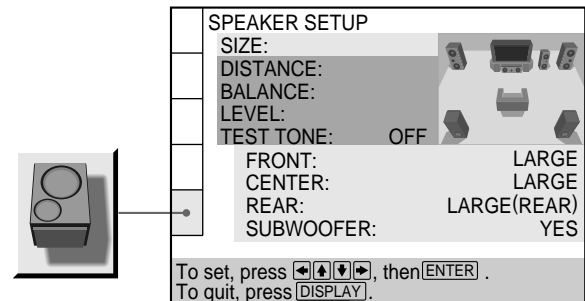 SPEAKER SETUP
SIZE:
DISTANCE:
BALANCE:
LEVEL:
TEST TONE: OFF
FRONT: LARGE
CENTER: LARGE
REAR: LARGE(REAR)
SUBWOOFER: YES
To set, press ←↑↓→, then ENTER .
To quit, press DISPLAY.